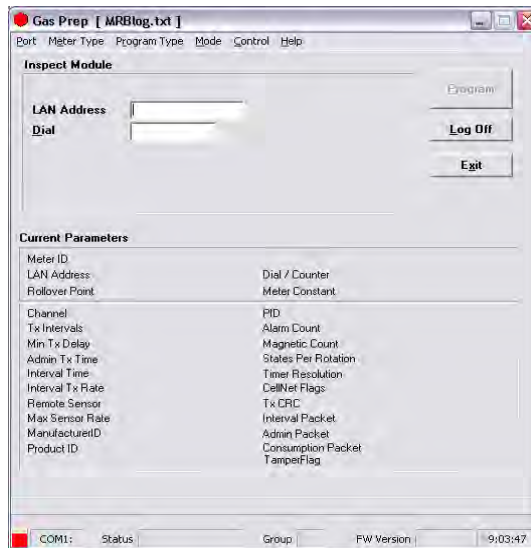 Gas Prep [ MRBlog.txt ]
Port Meter Type Program Type Mode Control Help
Inspect Module
Program
LAN Address
Dial
Log Off
Exit
Current Parameters
Meter ID
LAN Address Dial / Counter
Rollover Point Meter Constant
Channel PID
Tx Intervals Alarm Count
Min Tx Delay Magnetic Count
Admin Tx Time States Per Rotation
Interval Time Timer Resolution
Interval Tx Rate CellNet Flags
Remote Sensor Tx CRC
Max Sensor Rate Interval Packet
ManufacturerID Admin Packet
Product ID Consumption Packet
TamperFlag
COM1: Status Group FW Version 9:03:47